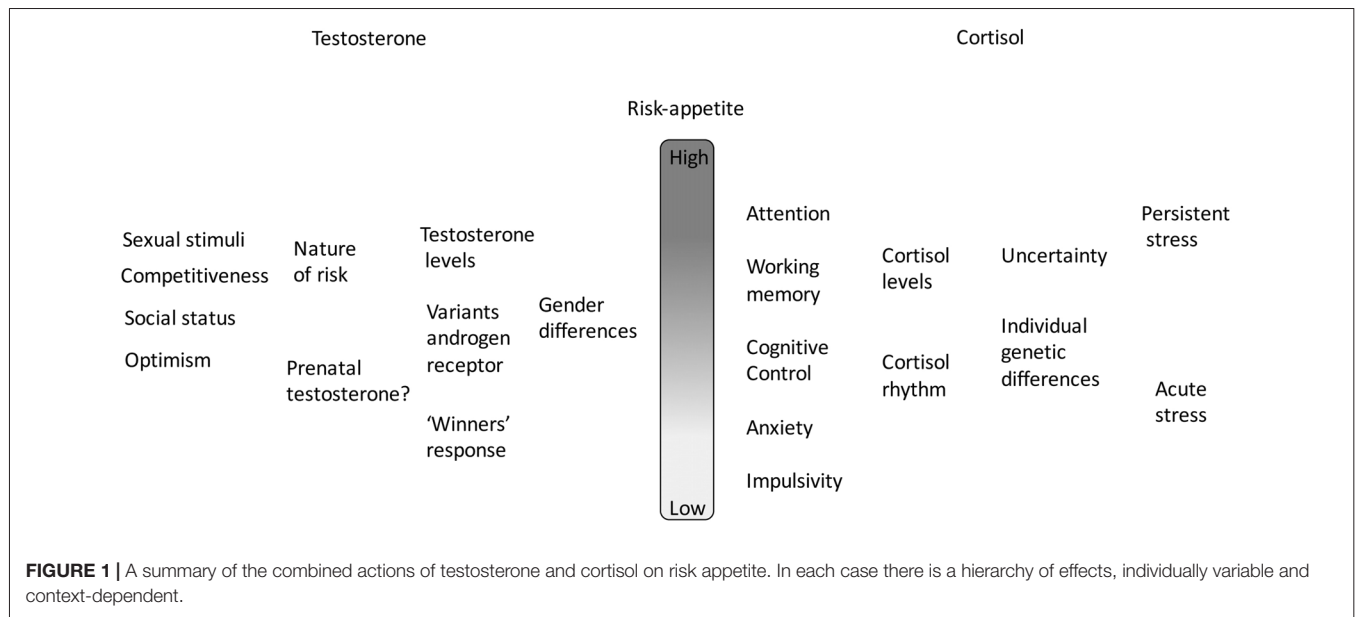 Testosterone
Cortisol
Risk-appetite
High
Low
Sexual stimuli
Competitiveness
Social status
Optimism
Nature
of risk
Prenatal
testosterone?
Testosterone
levels
Variants
androgen
receptor
‘Winners’
response
Gender
differences
Attention
Working
memory
Cognitive
Control
Anxiety
Impulsivity
Cortisol
levels
Cortisol
rhythm
Uncertainty
Individual
genetic
differences
Persistent
stress
Acute
stress
FIGURE 1 | A summary of the combined actions of testosterone and cortisol on risk appetite. In each case there is a hierarchy of effects, individually variable and
context-dependent.